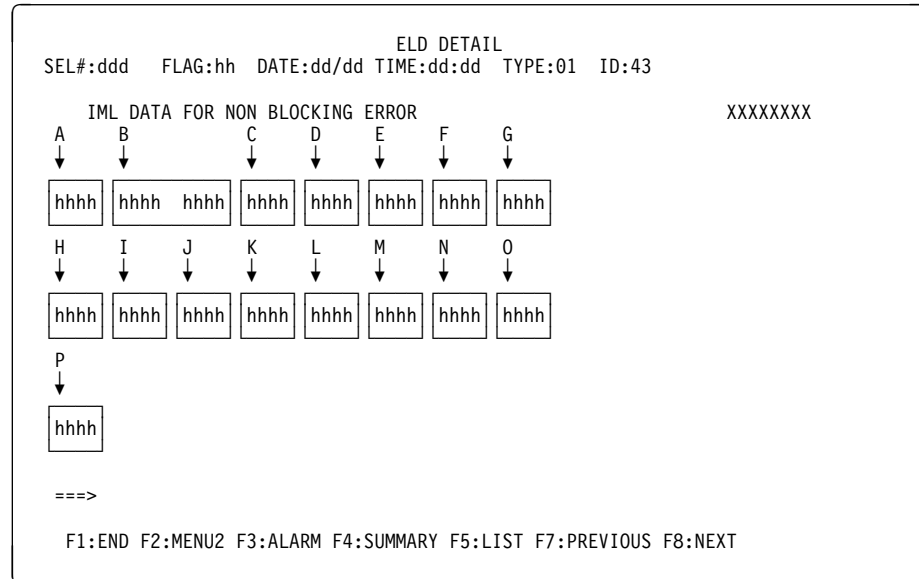 ELD DETAIL
SEL#:ddd FLAG:hh DATE:dd/dd TIME:dd:dd TYPE:01 ID:43
IML DATA FOR NON BLOCKING ERROR XXXXXXXX
A B C D E F G
hhhh hhhh hhhh hhhh hhhh hhhh hhhh hhhh
H I J K L M N O
hhhh hhhh hhhh hhhh hhhh hhhh hhhh hhhh
P
hhhh
===>
F1:END F2:MENU2 F3:ALARM F4:SUMMARY F5:LIST F7:PREVIOUS F8:NEXT